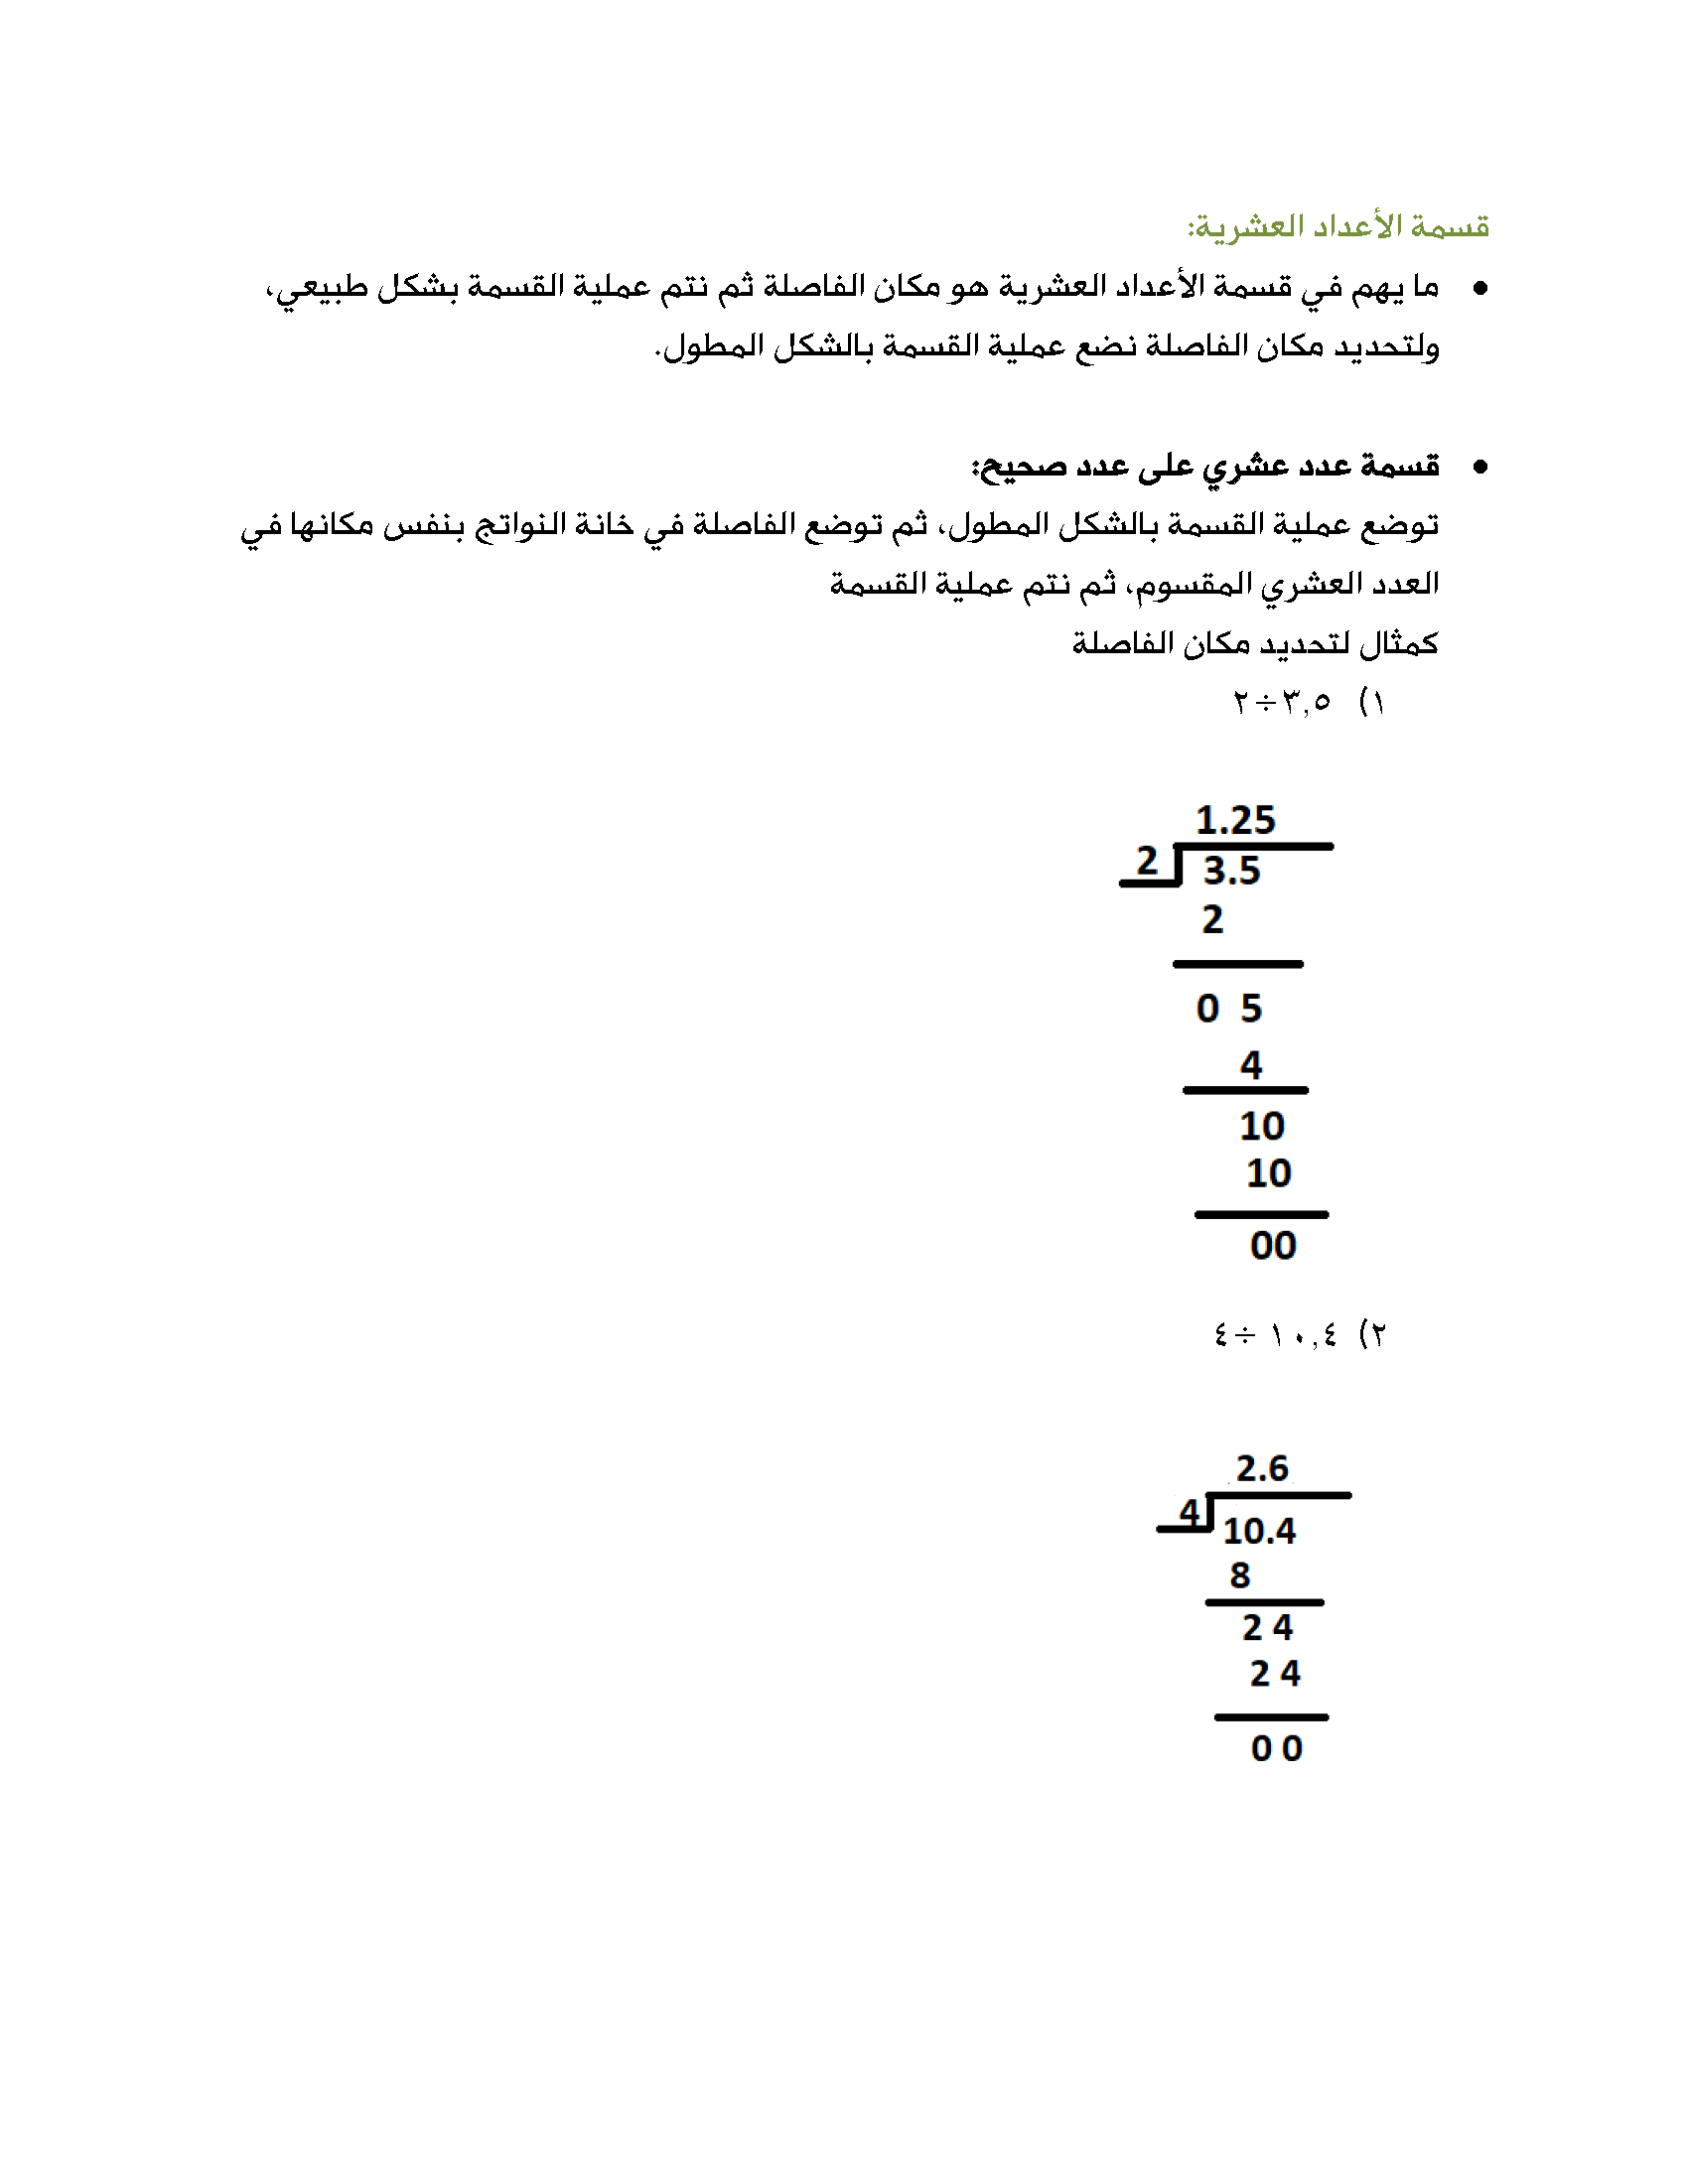 قسمة الأعداد العشرية:
• ما يهم في قسمة الأعداد العشرية هو مكان الفاصلة ثم نتم عملية القسمة بشكل طبيعي،
ولتحديد مكان الفاصلة نضع عملية القسمة بالشكل المطول.
• قسمة عدد عشري على عدد صحيح:
توضع عملية القسمة بالشكل المطول، ثم توضع الفاصلة في خانة النواتج بنفس مكانها في
العدد العشري المقسوم، ثم نتم عملية القسمة
كمثال لتحديد مكان الفاصلة
١) ٣,٥÷٢
1.25
2 3.5
2
0 5
4
10
10
00
٢) ١٠,٤ ÷٤
2.6
4 10.4
8
2 4
2 4
0 0